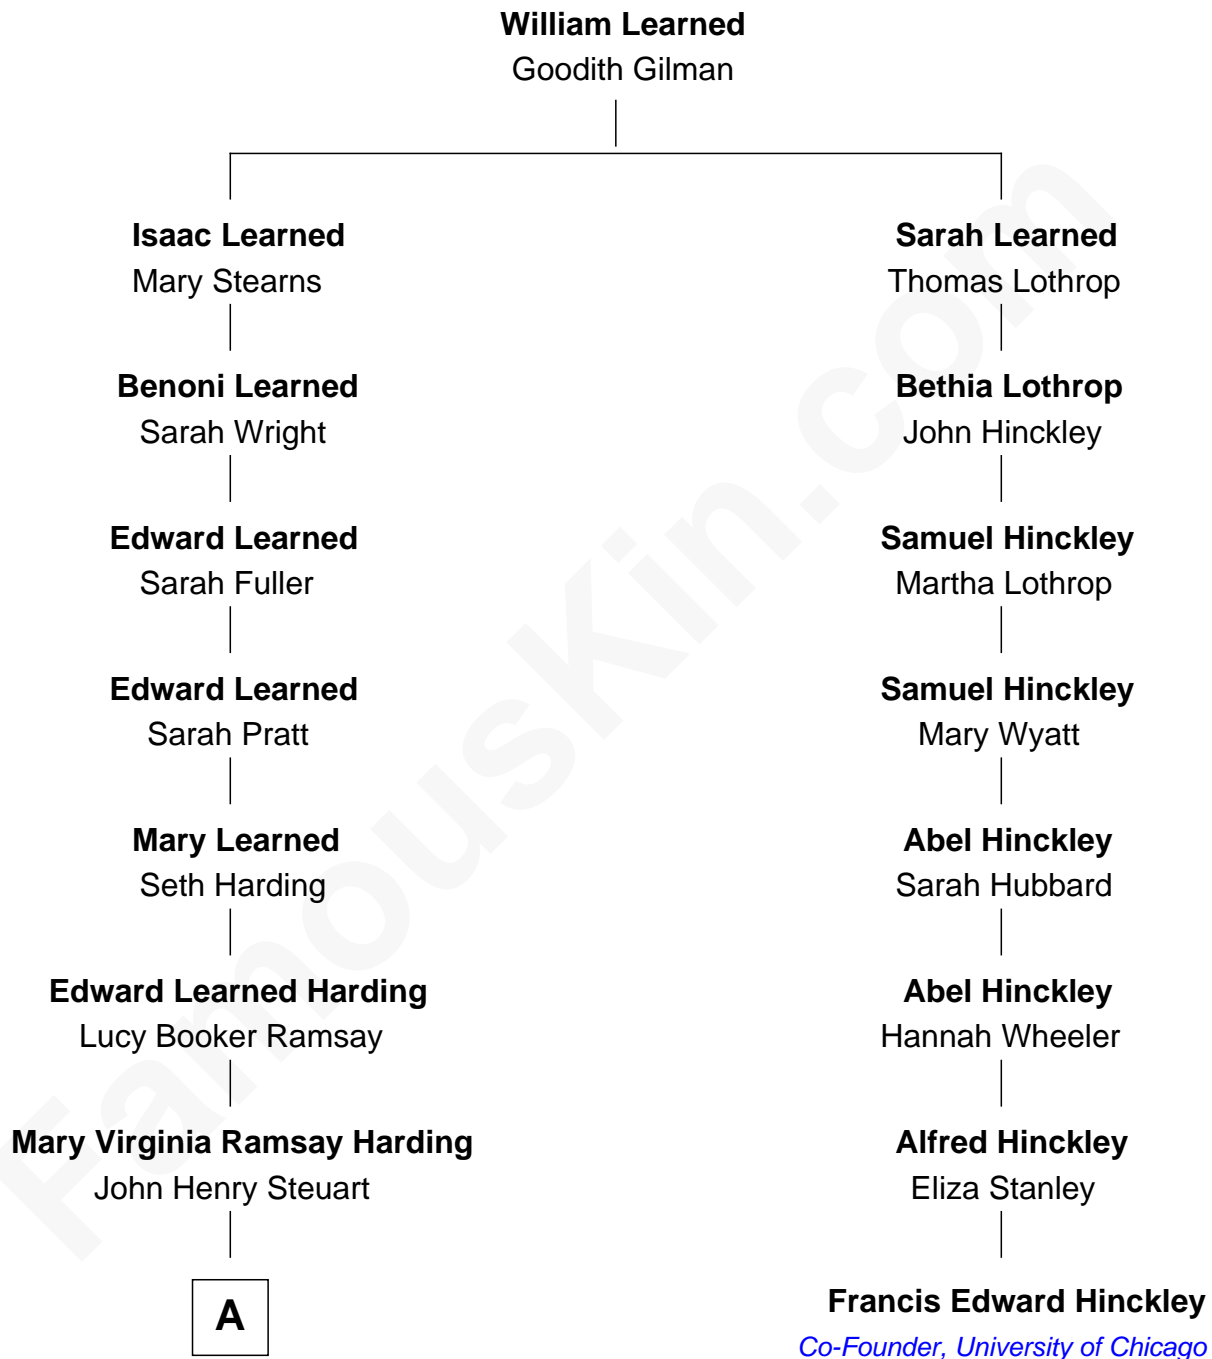 William Learned
Goodith Gilman
Isaac Learned
Mary Stearns
Sarah Learned
Thomas Lothrop
Benoni Learned
Sarah Wright
Bethia Lothrop
John Hinckley
Edward Learned
Sarah Fuller
Samuel Hinckley
Martha Lothrop
Edward Learned
Sarah Pratt
Samuel Hinckley
Mary Wyatt
Mary Learned
Seth Harding
Abel Hinckley
Sarah Hubbard
Edward Learned Harding
Lucy Booker Ramsay
Abel Hinckley
Hannah Wheeler
Mary Virginia Ramsay Harding
John Henry Steuart
Alfred Hinckley
Eliza Stanley
A
Francis Edward Hinckley
Co-Founder, University of Chicago
FamousKin.com